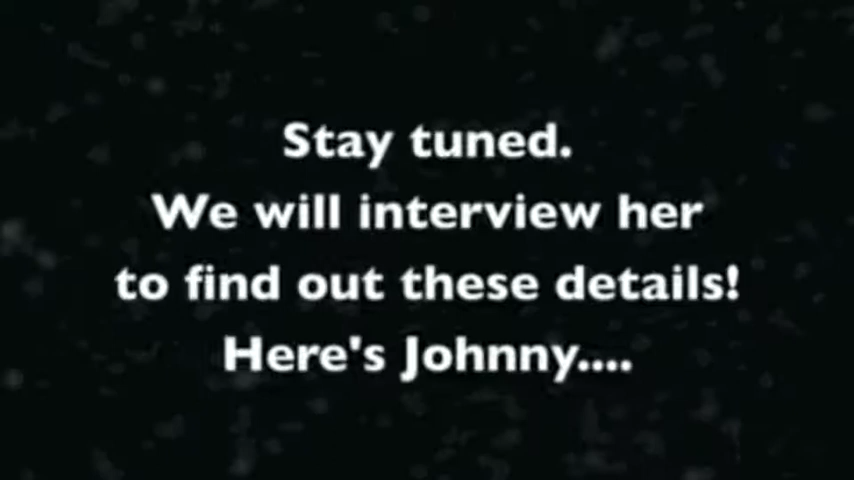 Stay tuned.
We will interview her
to find out these details!
Here's Johnny....